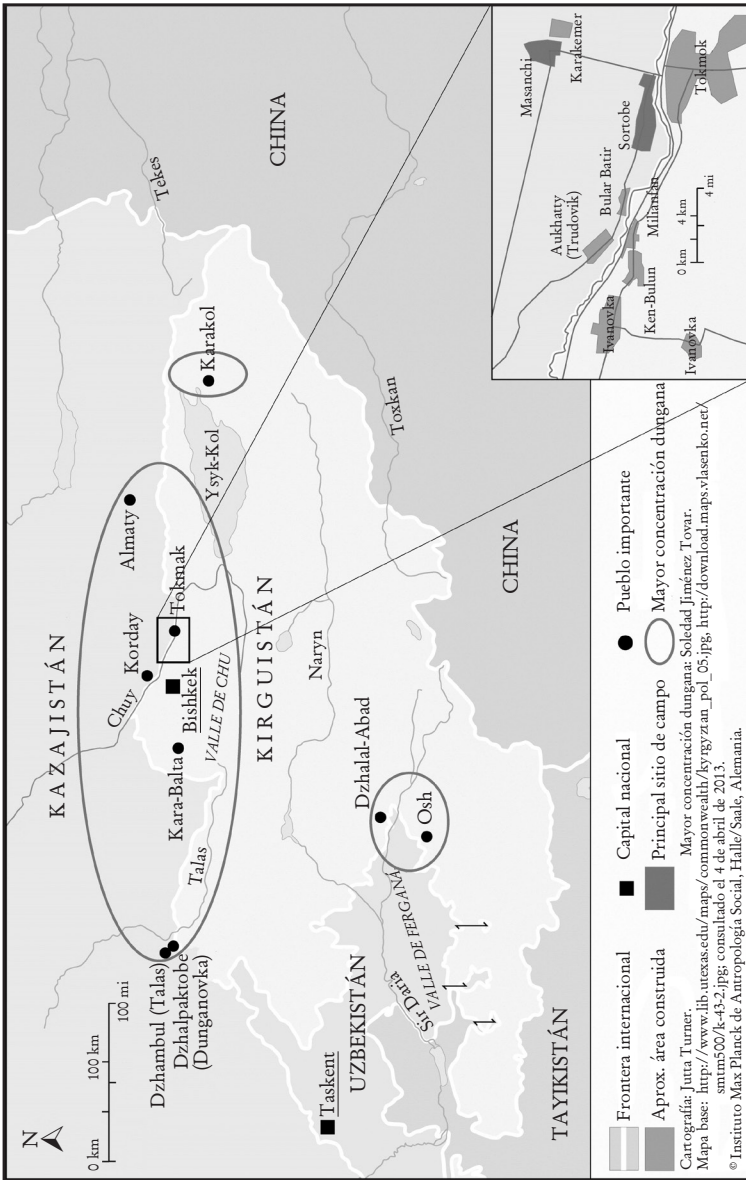 N
0 km
100 km
100 mi
KAZAJISTÁN
CHINA
Tekes
Dzhambul (Talas)
Dzhalpaktobe
(Dunganovka)
Talas
Kara-Balta
Chuy
Korday
Bishkek
VALLE DE CHU
Tokmak
Almaty
Ysyk-Kol
Karakol
KIRGUISTÁN
Naryn
Toxkan
CHINA
Taskent
UZBEKISTÁN
Sir Daria
VALLE DE FERGANÁ
Dzhalal-Abad
Osh
TAYIKISTÁN
Masanchi
Karakemer
Aukhatty
(Trudovik)
Bular Batir
Sortobe
Tokmok
Miliantan
Ken-Bulun
Ivanovka
Ivanovka
0 km
4 km
4 mi
Frontera internacional
Capital nacional
Pueblo importante
Aprox. área construida
Principal sitio de campo
Mayor concentración dungana
Cartografía: Jutta Turner.
Mayor concentración dungana: Soledad Jiménez Tovar.
Mapa base: http://www.lib.utexas.edu/maps/commonwealth/kyrgyztan_pol_05.jpg, http:/download.maps.vlasenko.net/
smtm500/k-43-2.jpg; consultado el 4 de abril de 2013.
© Instituto Max Planck de Antropología Social, Halle/Saale, Alemania.